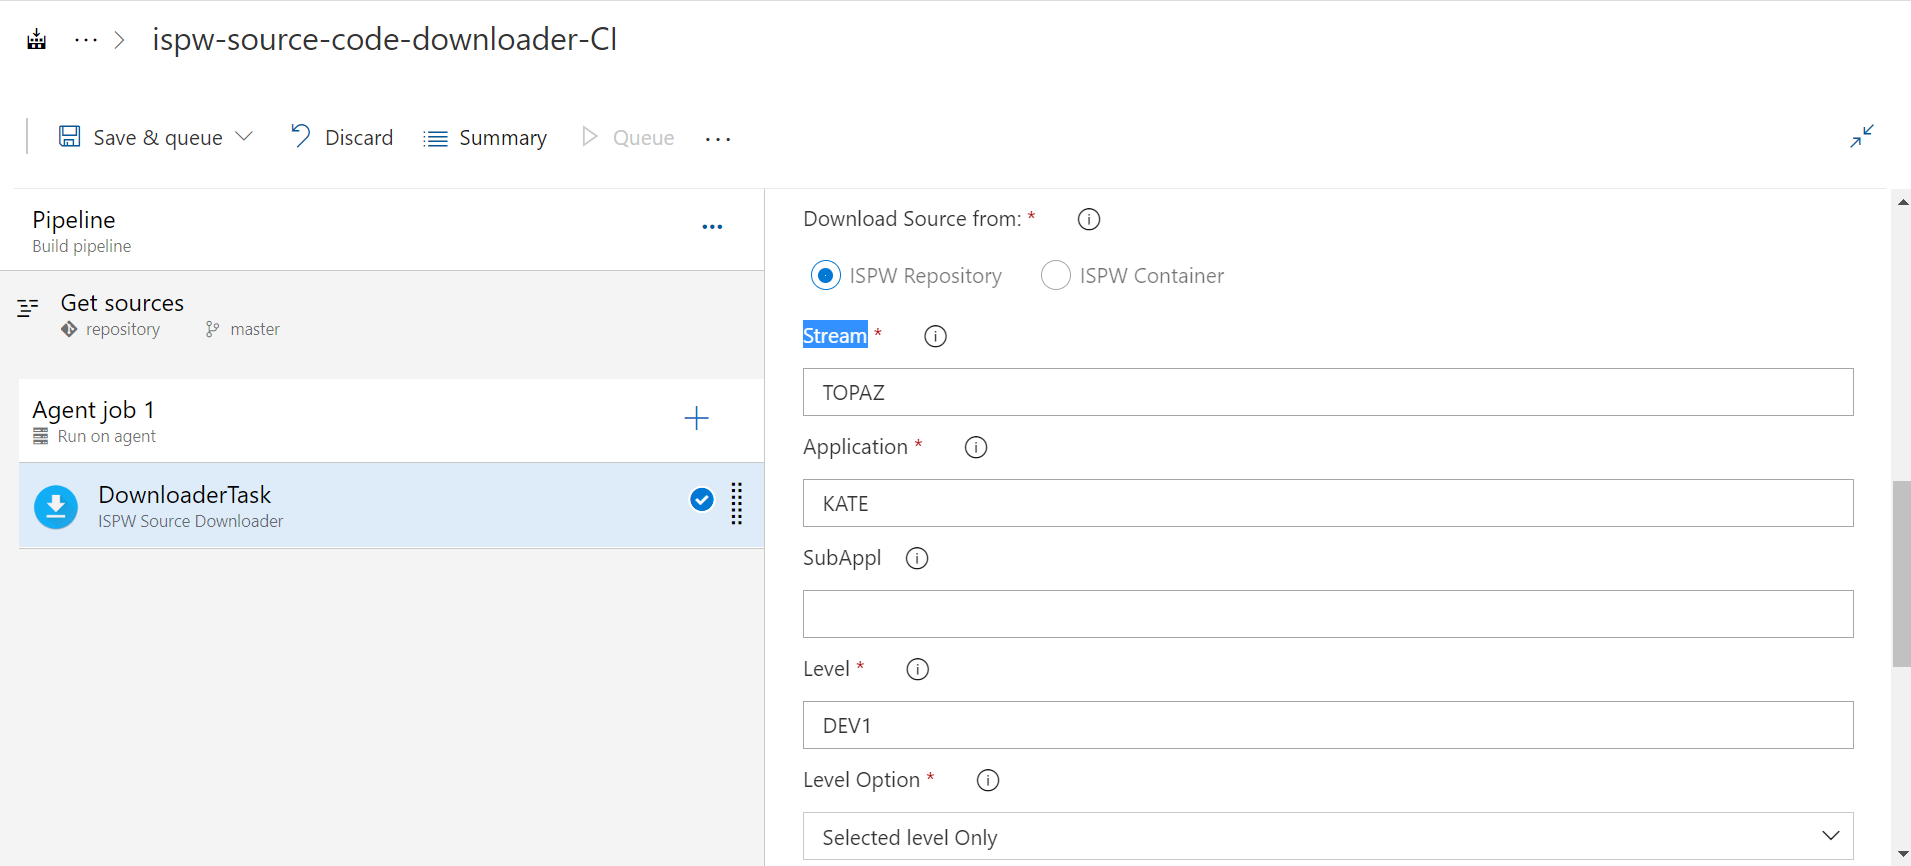 ispw-source-code-downloader-CI
Save & queue Discard Summary Queue
Pipeline
Build pipeline
Get sources
repository master
Agent job 1
Run on agent
DownloaderTask
ISPW Source Downloader
Download Source from: *
ISPW Repository ISPW Container
Stream *
TOPAZ
Application *
KATE
SubAppl
Level *
DEV1
Level Option *
Selected level Only